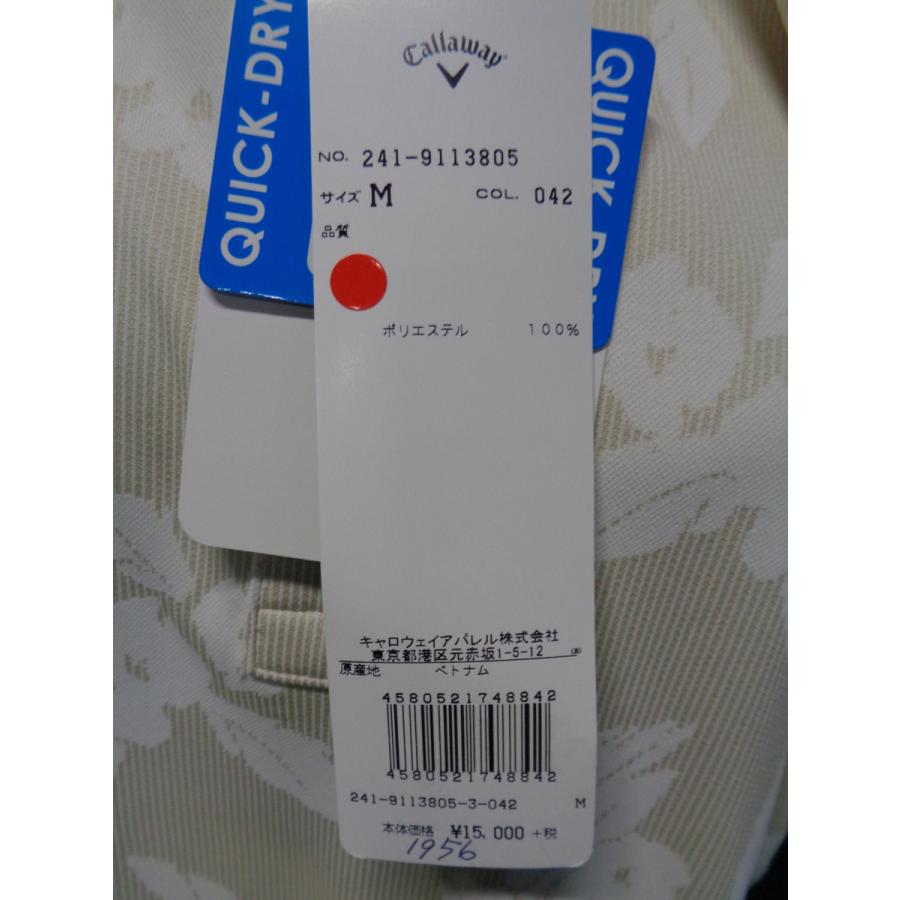 QUICK-DRY
Callaway
QUICK DRY
NO. 241-9113805
サイズ M COL. 042
品質
ポリエステル 100%
キャロウェイアパレル株式会社
東京都港区元赤坂1-5-12
原産地 ベトナム
4580521748842
4580521748842
241-9113805-3-042 M
本体価格 ¥15,000 +税
1956